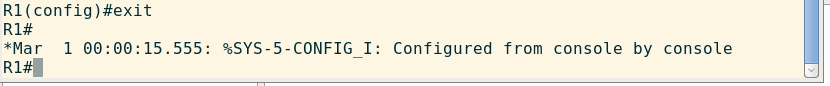 R1(config)#exit
R1#
*Mar  1 00:00:15.555: %SYS-5-CONFIG_I: Configured from console by console
R1#